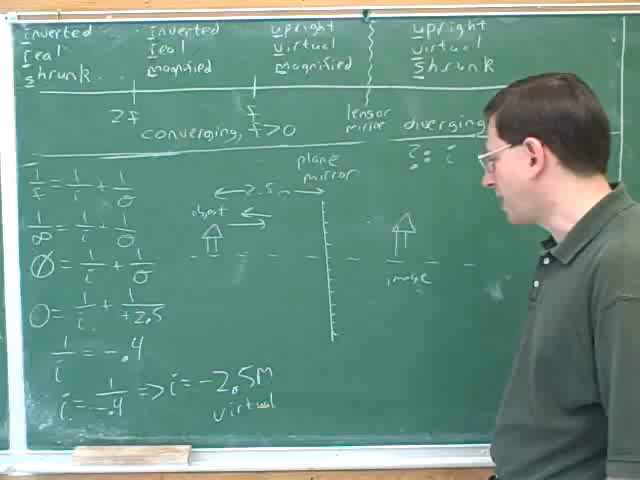 inverted inverted upright upright
real real virtual virtual
shrunk magnified magnified shrunk
2f f lens or mirror
converging, f>0 diverging
plane mirror
.5 m
object
image
1/f = 1/i + 1/o
1/∞ = 1/i + 1/o
0 = 1/i + 1/o
0 = 1/i + 1/+2.5
1/i = -.4
i = 1/-.4 => i = -2.5m
virtual